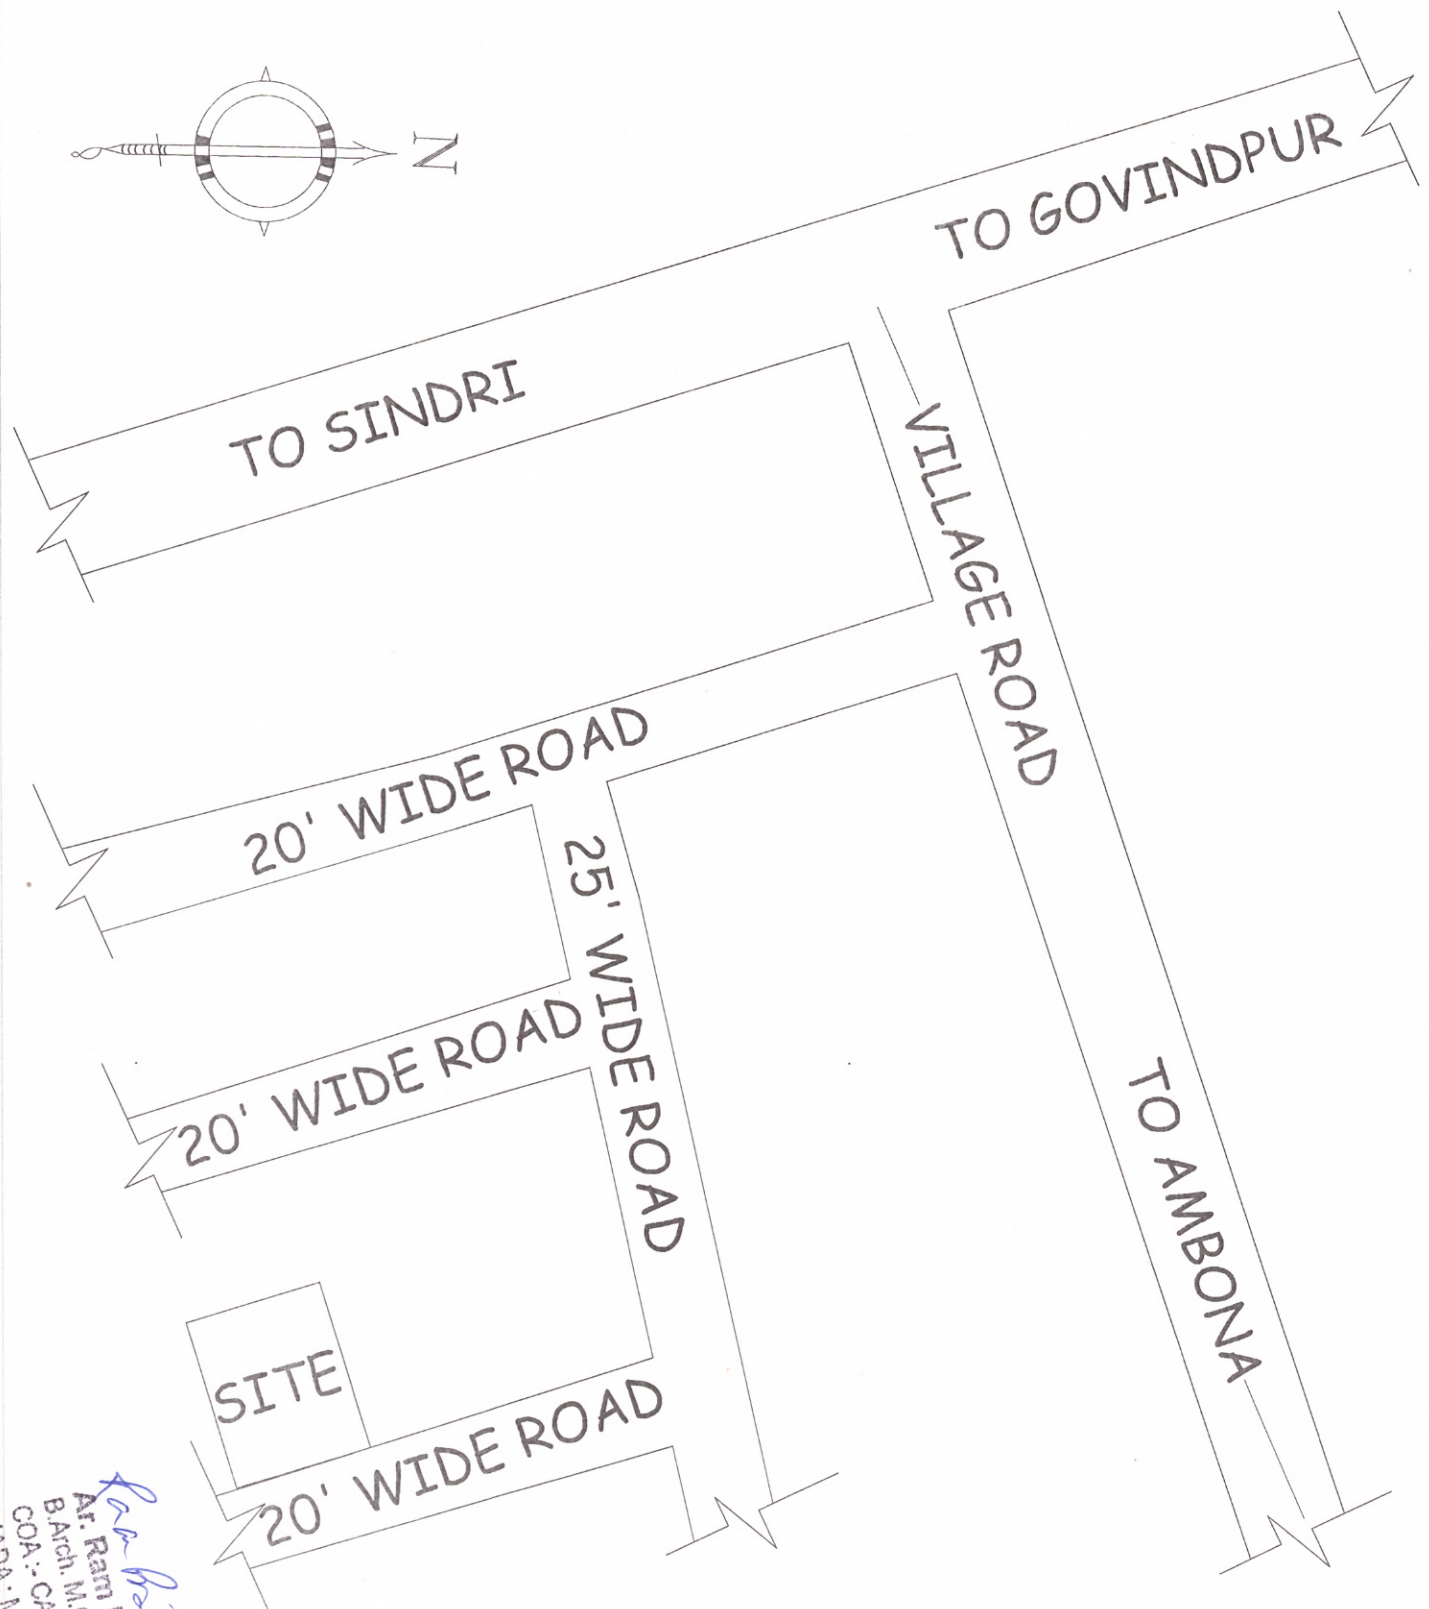 N
TO GOVINDPUR
TO SINDRI
VILLAGE ROAD
20' WIDE ROAD
25' WIDE ROAD
20' WIDE ROAD
TO AMBONA
SITE
20' WIDE ROAD
Ar. Ram
B.Arch. M.
COA :- CA